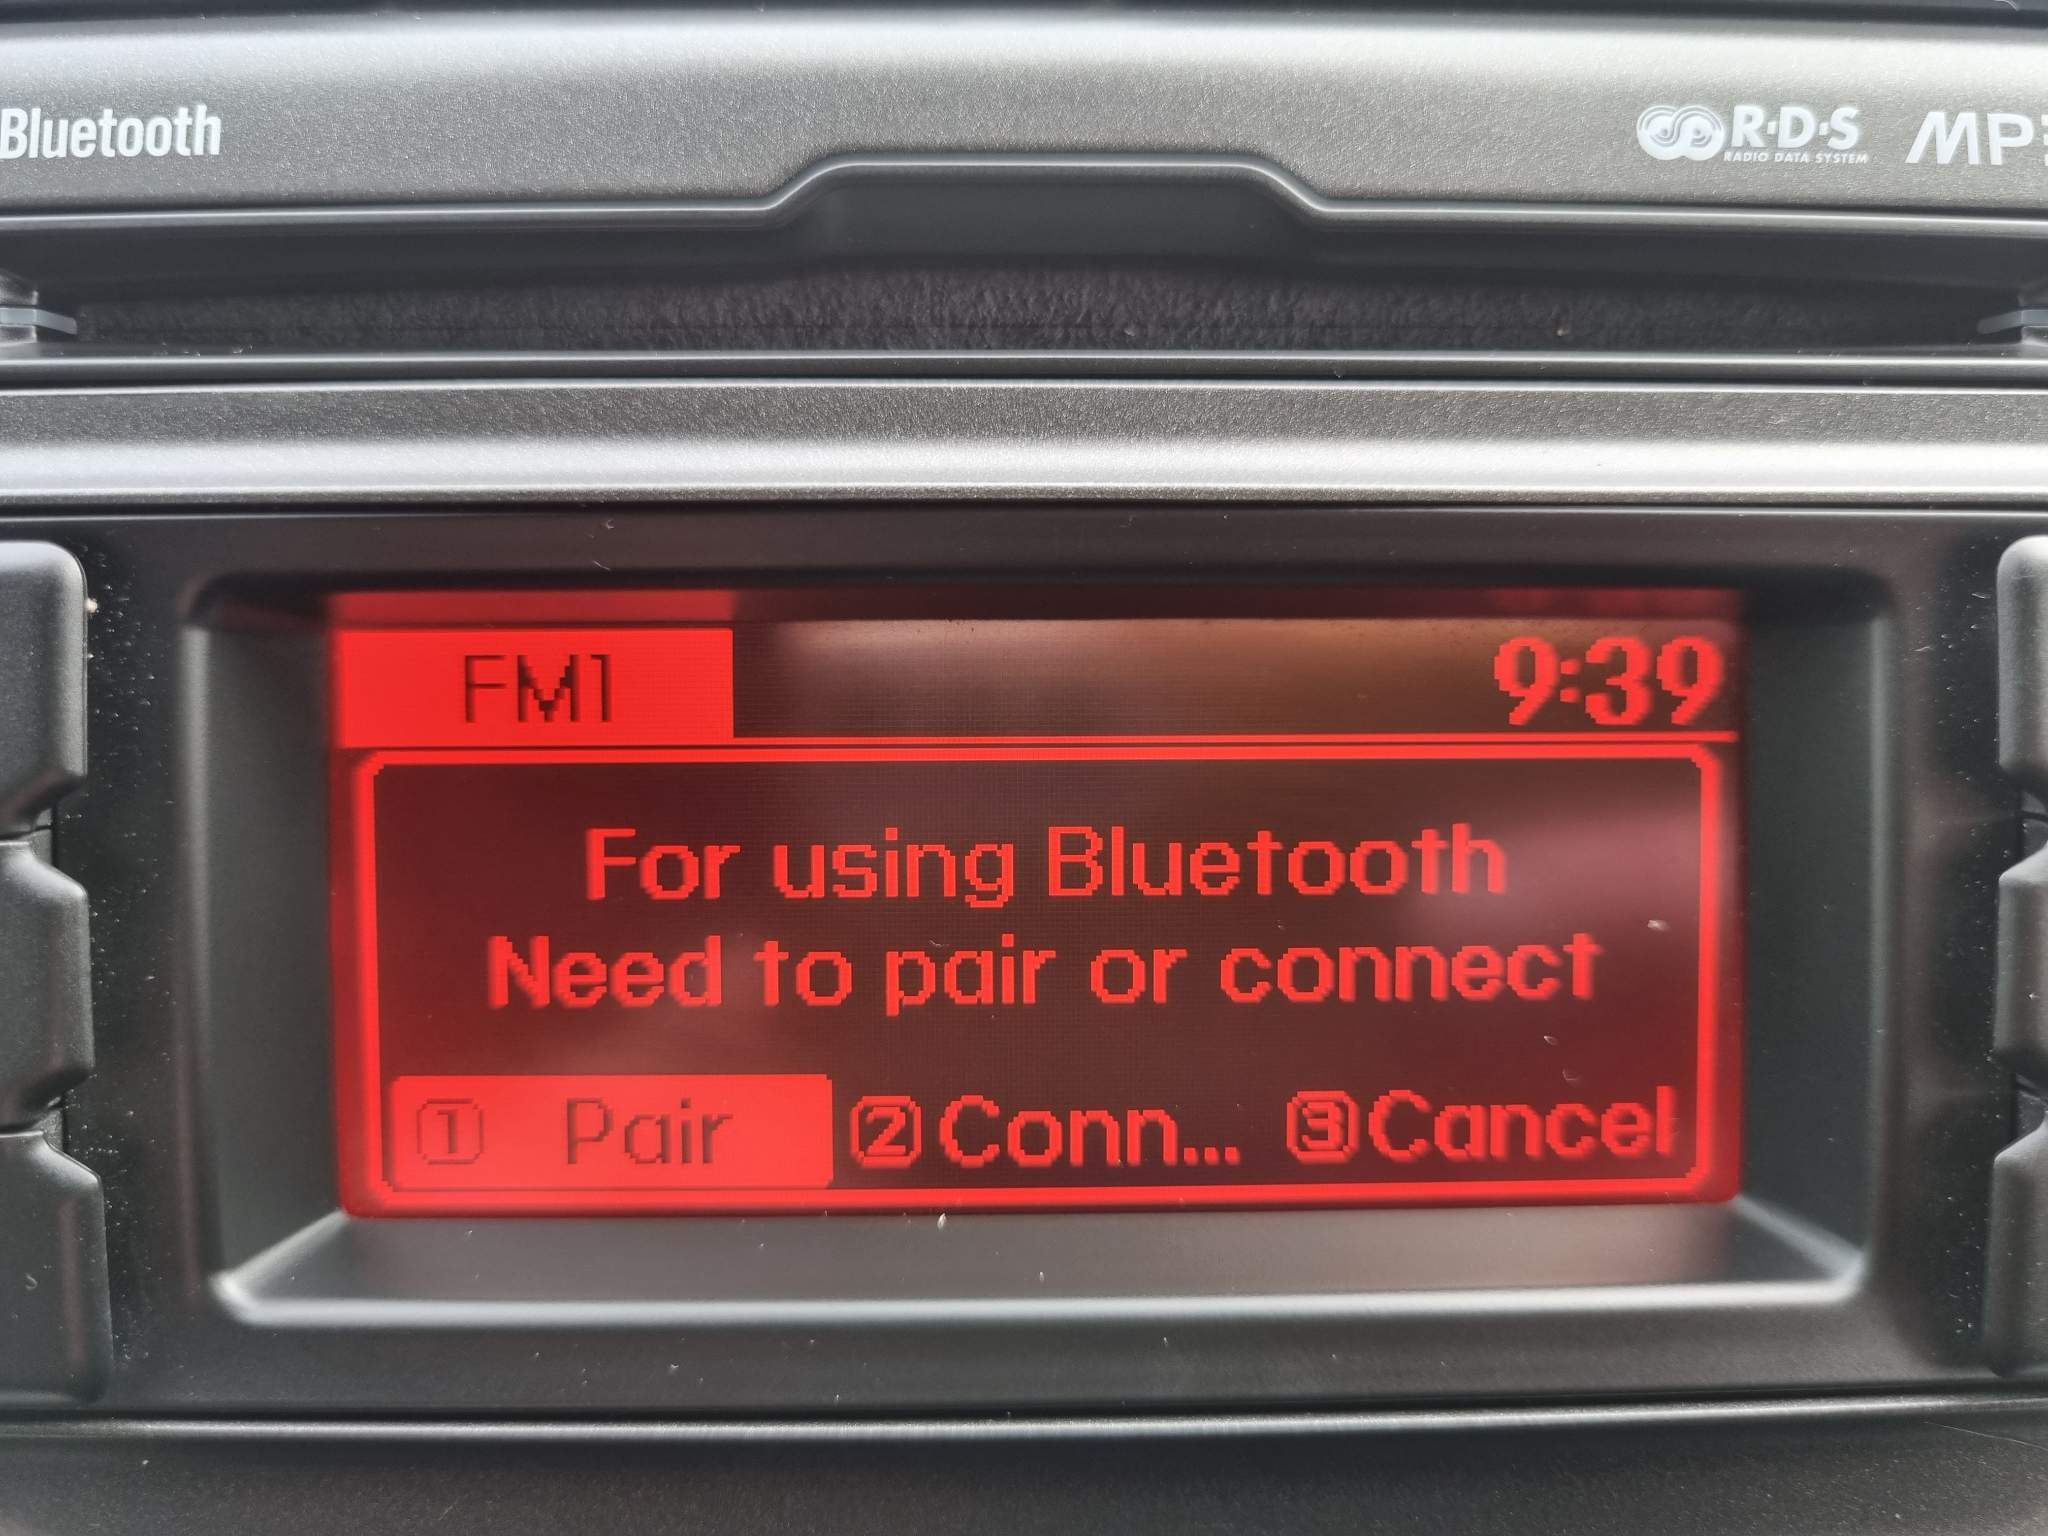 Bluetooth
R·D·S
RADIO DATA SYSTEM
MP3
FM1
9:39
For using Bluetooth
Need to pair or connect
1 Pair
2 Conn...
3 Cancel